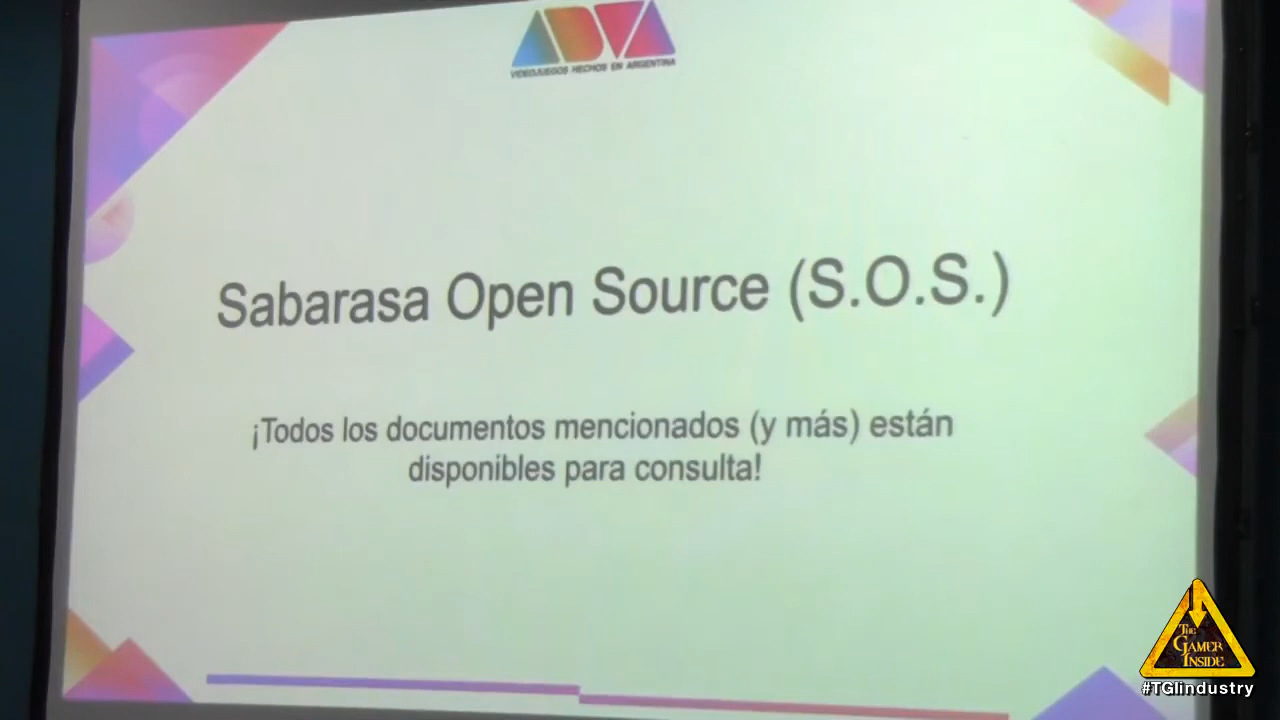 ADVA
VIDEOJUEGOS HECHOS EN ARGENTINA
Sabarasa Open Source (S.O.S.)
¡Todos los documentos mencionados (y más) están
disponibles para consulta!
THE
GAMER
INSIDE
#TGIindustry